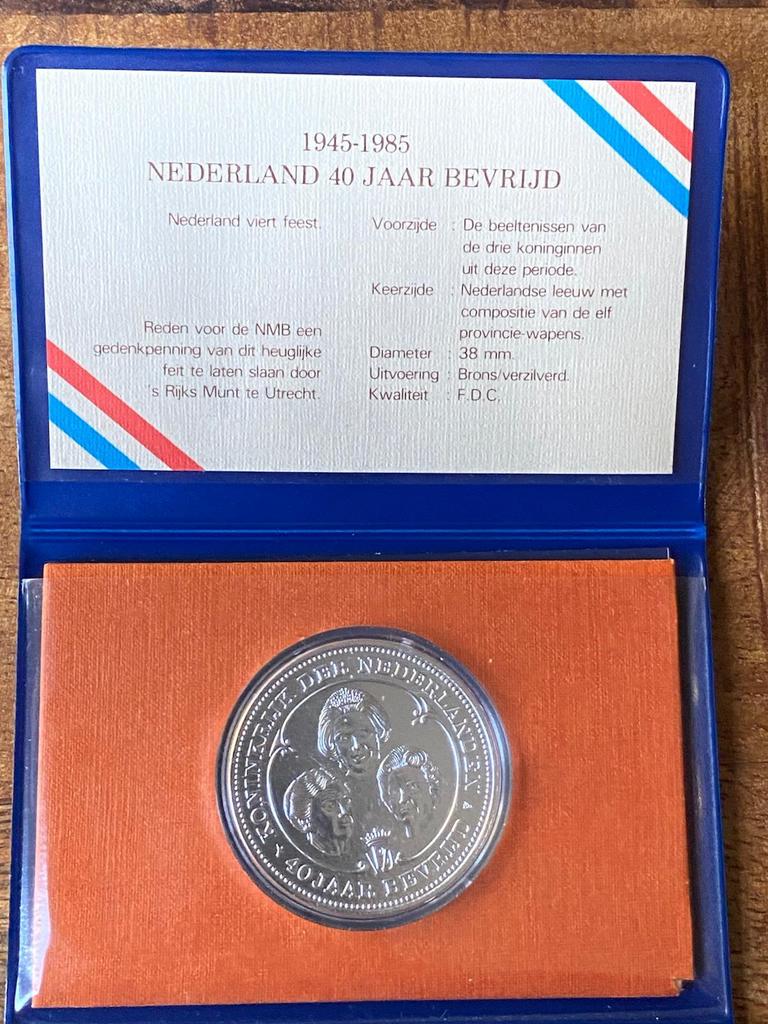 1945-1985
NEDERLAND 40 JAAR BEVRIJD
Nederland viert feest.
Reden voor de NMB een
gedenkpenning van dit heuglijke
feit te laten slaan door
's Rijks Munt te Utrecht.
Voorzijde : De beeltenissen van
de drie koninginnen
uit deze periode.
Keerzijde : Nederlandse leeuw met
compositie van de elf
provincie-wapens.
Diameter : 38 mm.
Uitvoering : Brons/verzilverd.
Kwaliteit : F.D.C.
KONINKRIJK DER NEDERLANDEN
40 JAAR BEVRIJD